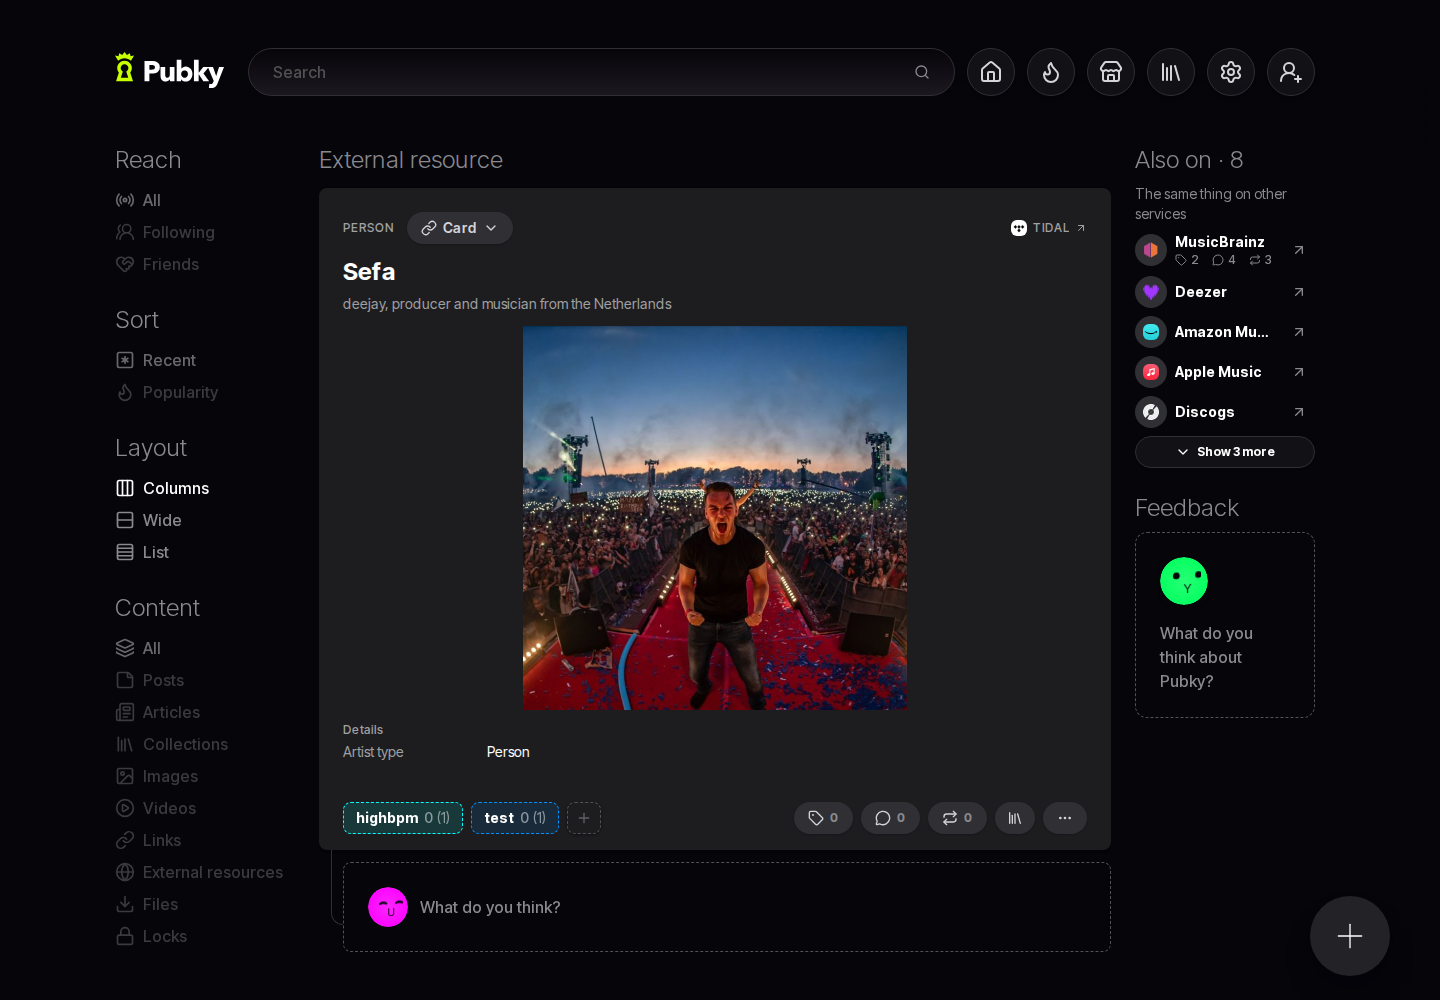 Pubky
Search
Reach
All
Following
Friends
Sort
Recent
Popularity
Layout
Columns
Wide
List
Content
All
Posts
Articles
Collections
Images
Videos
Links
External resources
Files
Locks
External resource
PERSON
Card
TIDAL
Sefa
deejay, producer and musician from the Netherlands
Details
Artist type Person
highbpm 0 (1)
test 0 (1)
0
0
0
U
What do you think?
Also on · 8
The same thing on other
services
MusicBrainz
2 4 3
Deezer
Amazon Mu...
Apple Music
Discogs
Show 3 more
Feedback
Y
What do you
think about
Pubky?